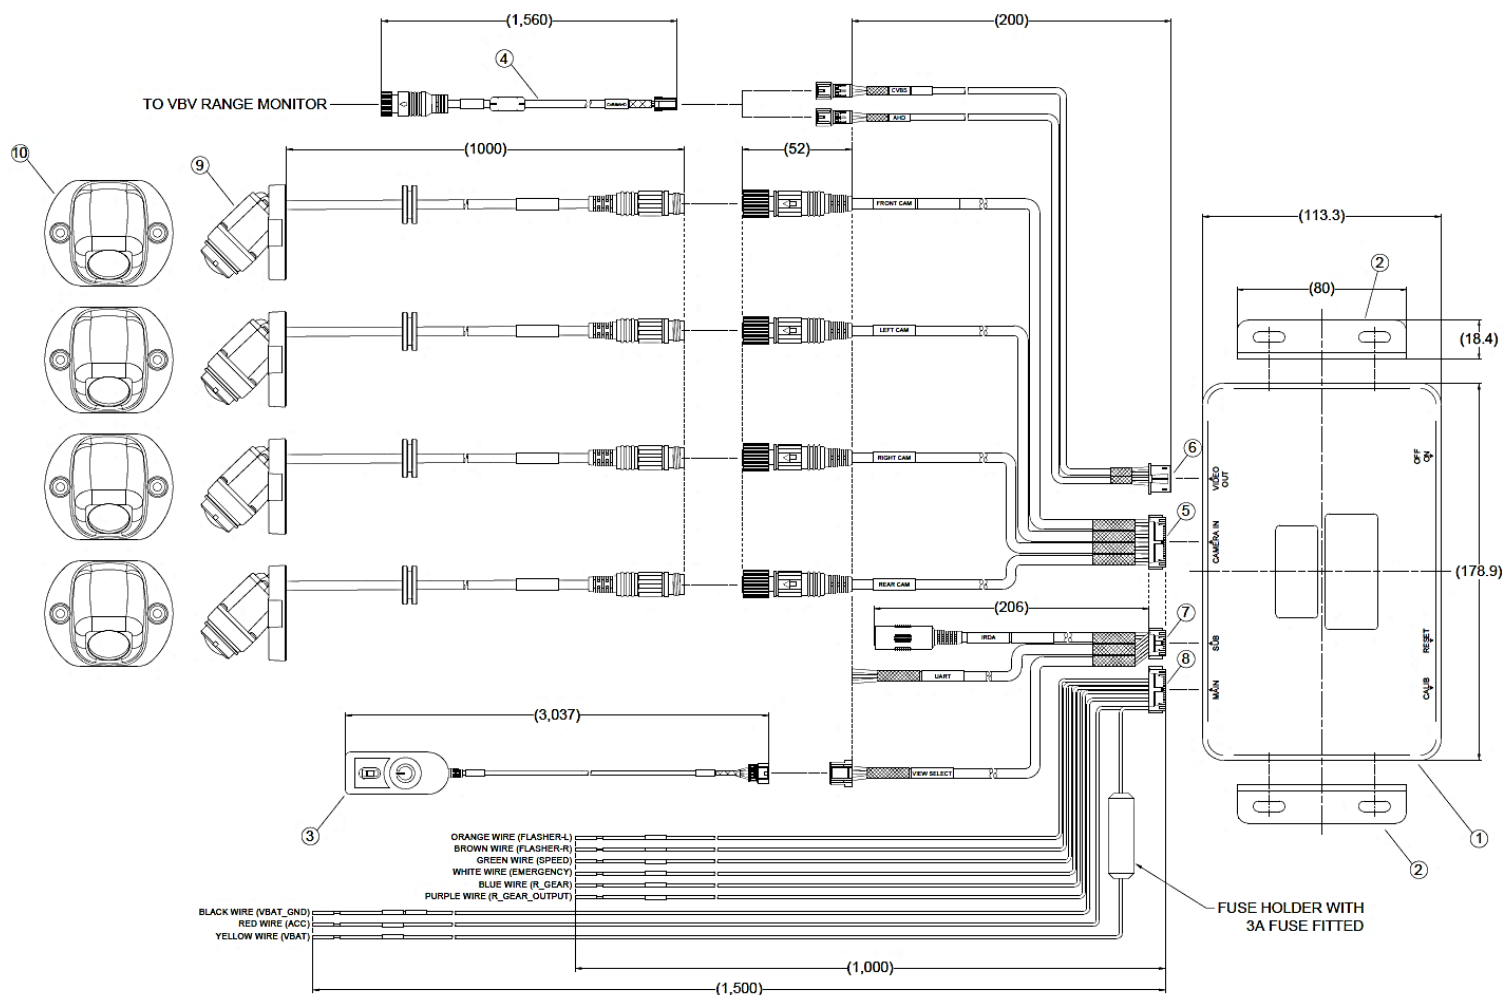 (1,560)
(200)
④
TO VBV RANGE MONITOR
CVBS/AHD
CVBS
AHD
⑩
⑨
(1000)
(52)
FRONT CAM
(113.3)
②
(80)
(18.4)
LEFT CAM
RIGHT CAM
⑥
VIDEO
OUT
OFF
ON
⑤
CAMERA IN
(178.9)
REAR CAM
(206)
⑦
IRDA
SUB
RESET
UART
⑧
MAIN
CALIB
(3,037)
VIEW SELECT
③
①
②
ORANGE WIRE (FLASHER-L)
BROWN WIRE (FLASHER-R)
GREEN WIRE (SPEED)
WHITE WIRE (EMERGENCY)
BLUE WIRE (R_GEAR)
PURPLE WIRE (R_GEAR_OUTPUT)
BLACK WIRE (VBAT_GND)
RED WIRE (ACC)
YELLOW WIRE (VBAT)
FUSE HOLDER WITH
3A FUSE FITTED
(1,000)
(1,500)